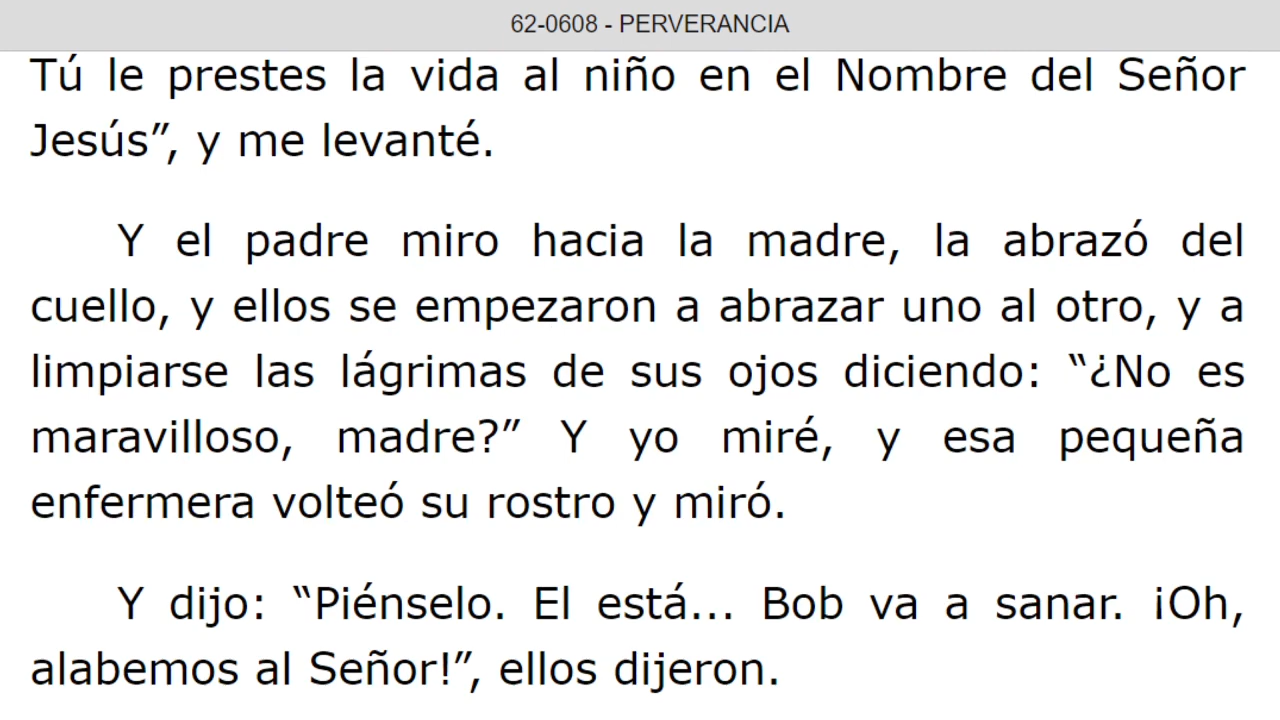 62-0608 - PERVERANCIA
Tú le prestes la vida al niño en el Nombre del Señor
Jesús”, y me levanté.
Y el padre miro hacia la madre, la abrazó del
cuello, y ellos se empezaron a abrazar uno al otro, y a
limpiarse las lágrimas de sus ojos diciendo: “¿No es
maravilloso, madre?” Y yo miré, y esa pequeña
enfermera volteó su rostro y miró.
Y dijo: “Piénselo. El está... Bob va a sanar. ¡Oh,
alabemos al Señor!”, ellos dijeron.